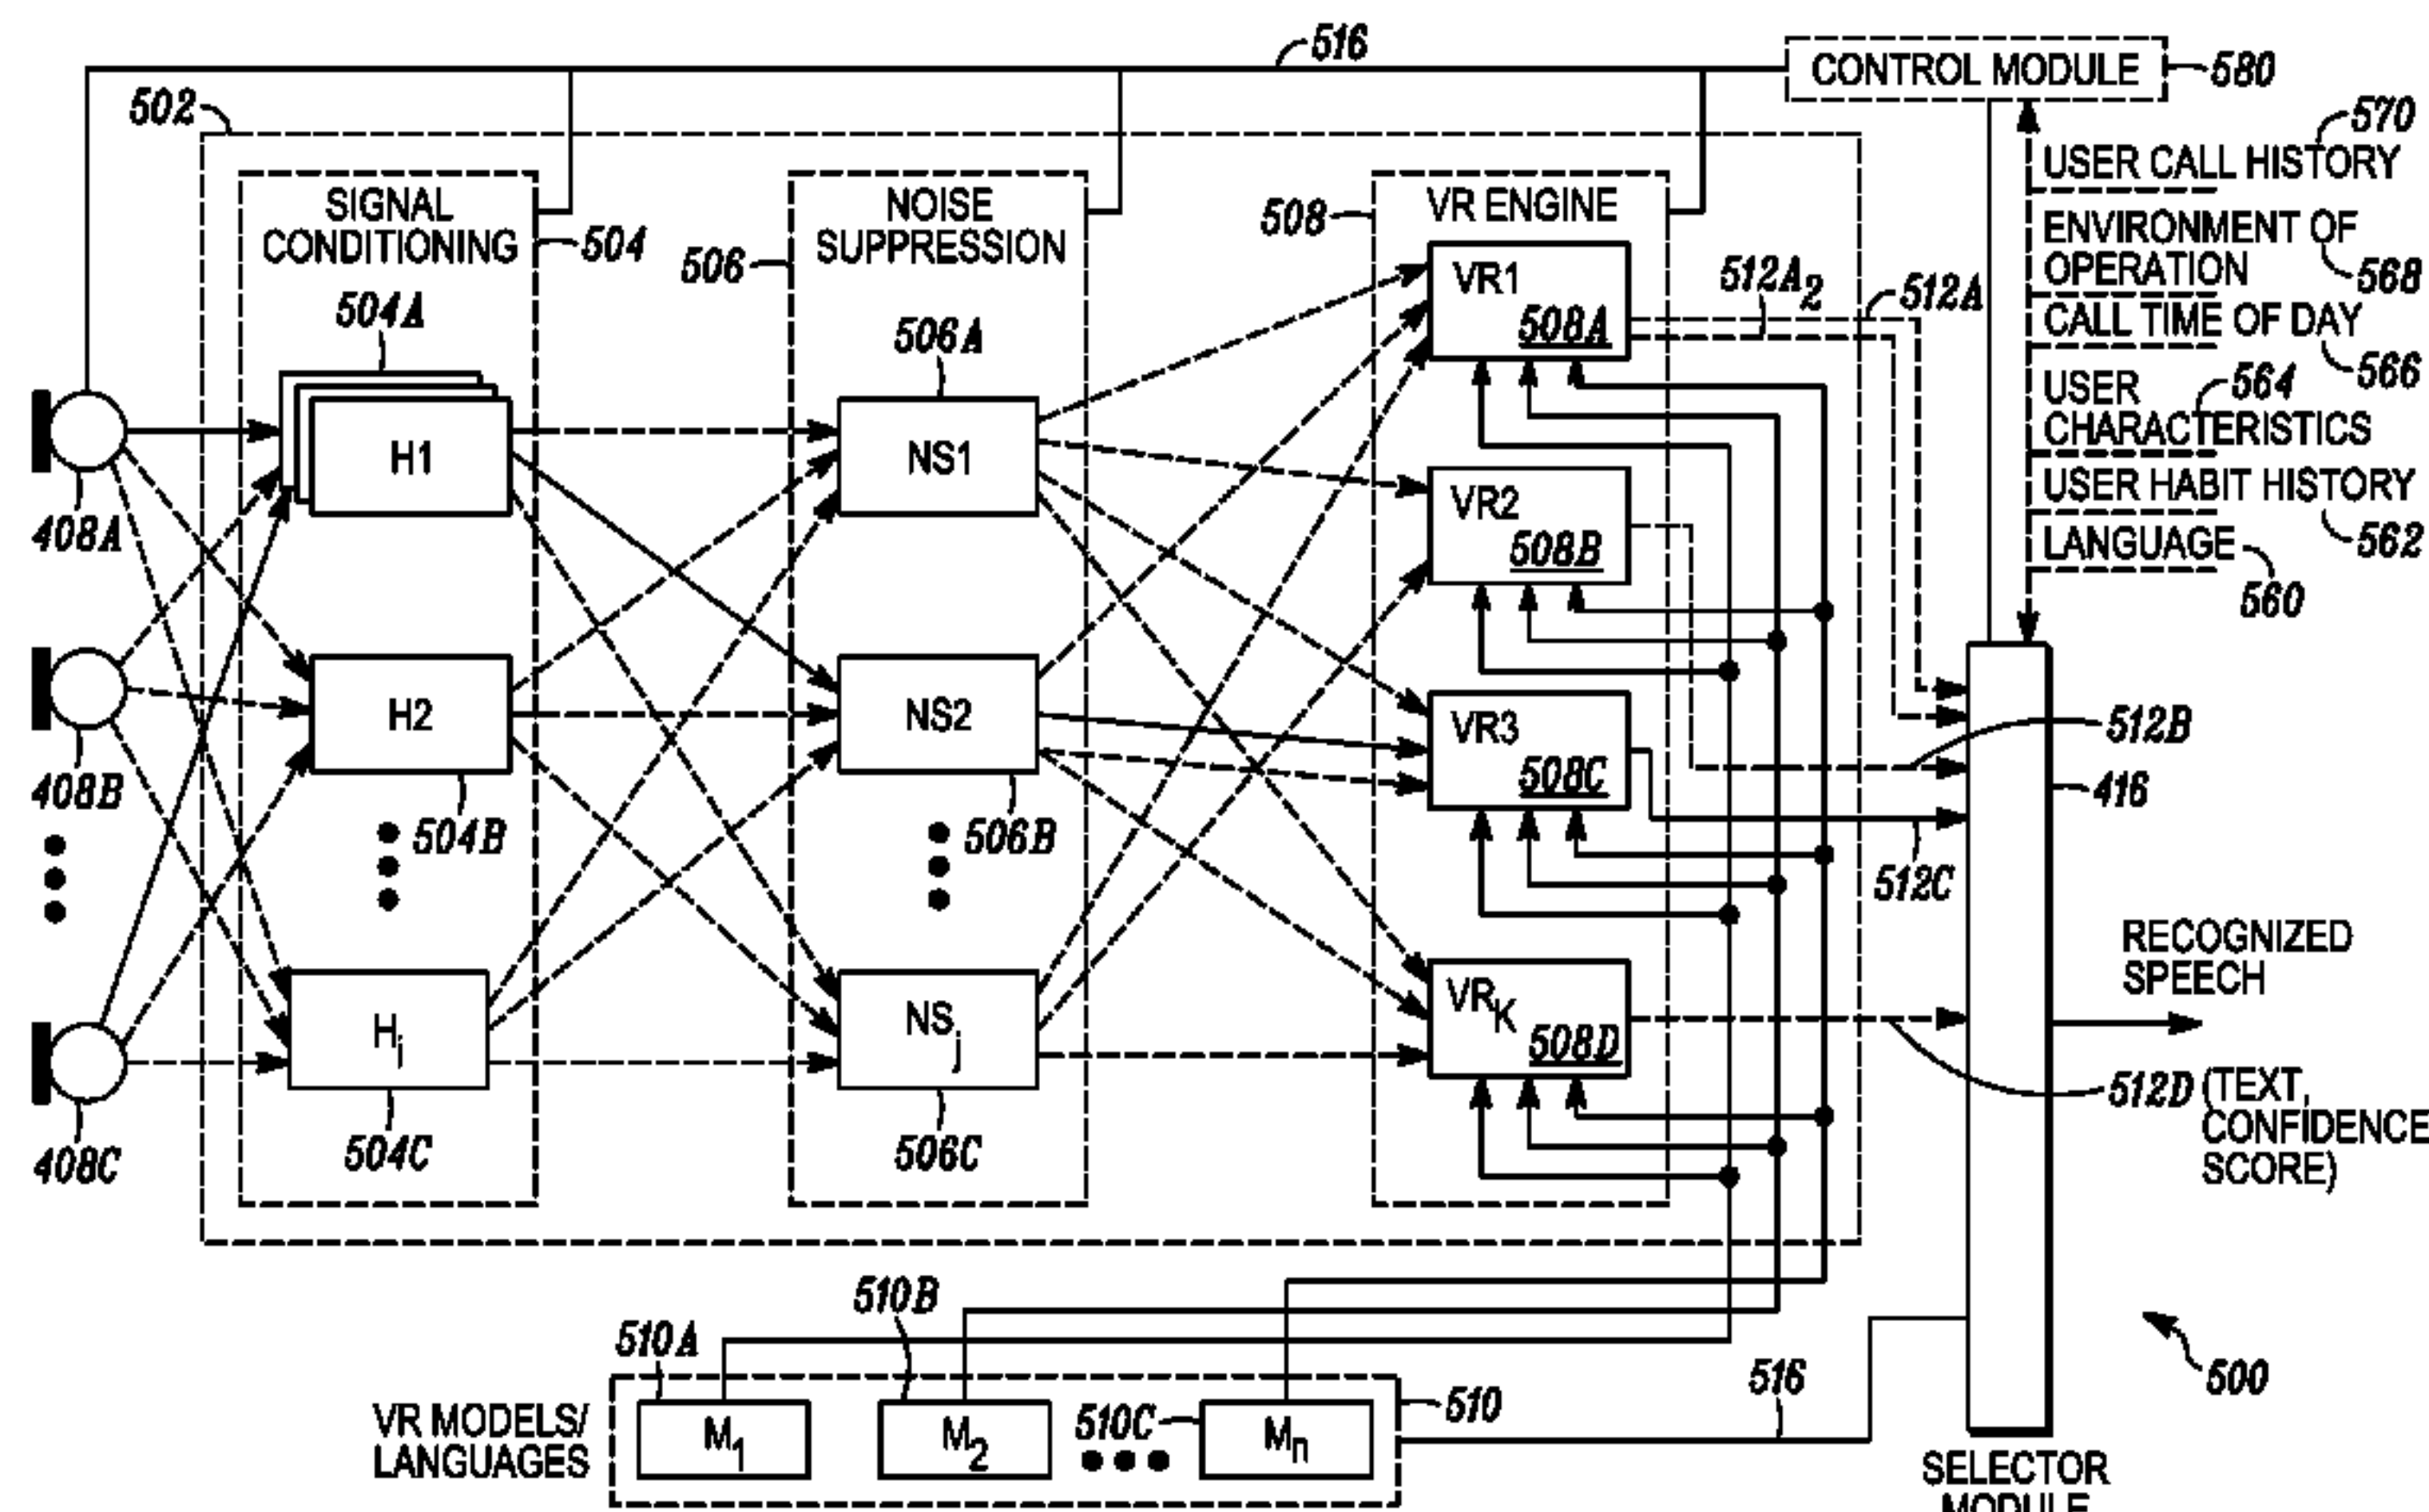 516
CONTROL MODULE
580
502
570
USER CALL HISTORY
SIGNAL
CONDITIONING
504
NOISE
SUPPRESSION
506
VR ENGINE
508
ENVIRONMENT OF
OPERATION
568
512A2
512A
CALL TIME OF DAY
566
504A
506A
VR1
508A
USER
CHARACTERISTICS
564
H1
NS1
VR2
508B
USER HABIT HISTORY
562
408A
LANGUAGE
560
H2
NS2
VR3
508C
512B
408B
416
504B
506B
512C
RECOGNIZED
SPEECH
Hi
NSj
VRK
508D
512D (TEXT,
CONFIDENCE
SCORE)
408C
504C
506C
510B
510A
516
500
VR MODELS/
LANGUAGES
M1
M2
510C
Mn
510
SELECTOR
MODULE